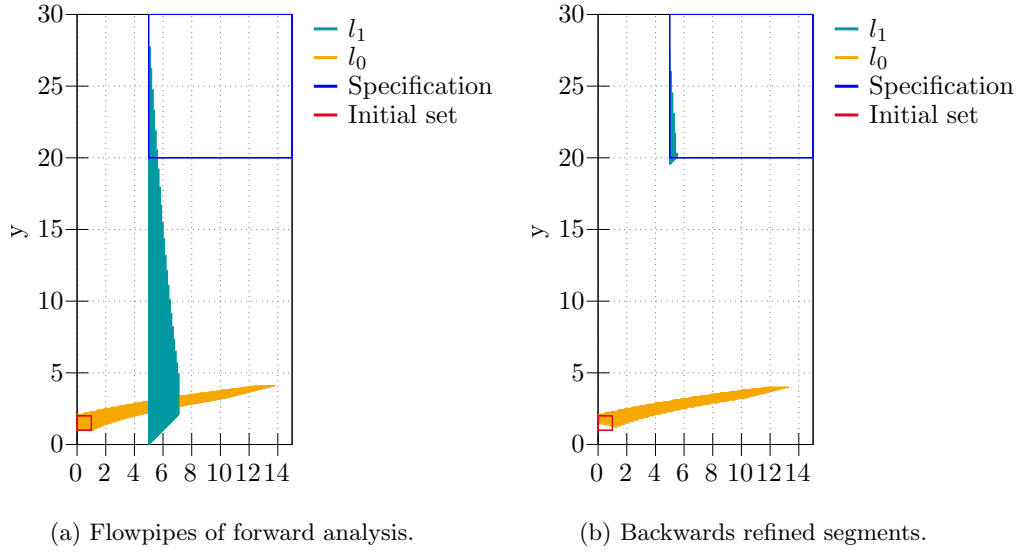 30
25
20
15
10
5
0
y
0 2 4 6 8 10 12 14
l1
l0
Specification
Initial set
(a) Flowpipes of forward analysis.
30
25
20
15
10
5
0
y
0 2 4 6 8 10 12 14
l1
l0
Specification
Initial set
(b) Backwards refined segments.